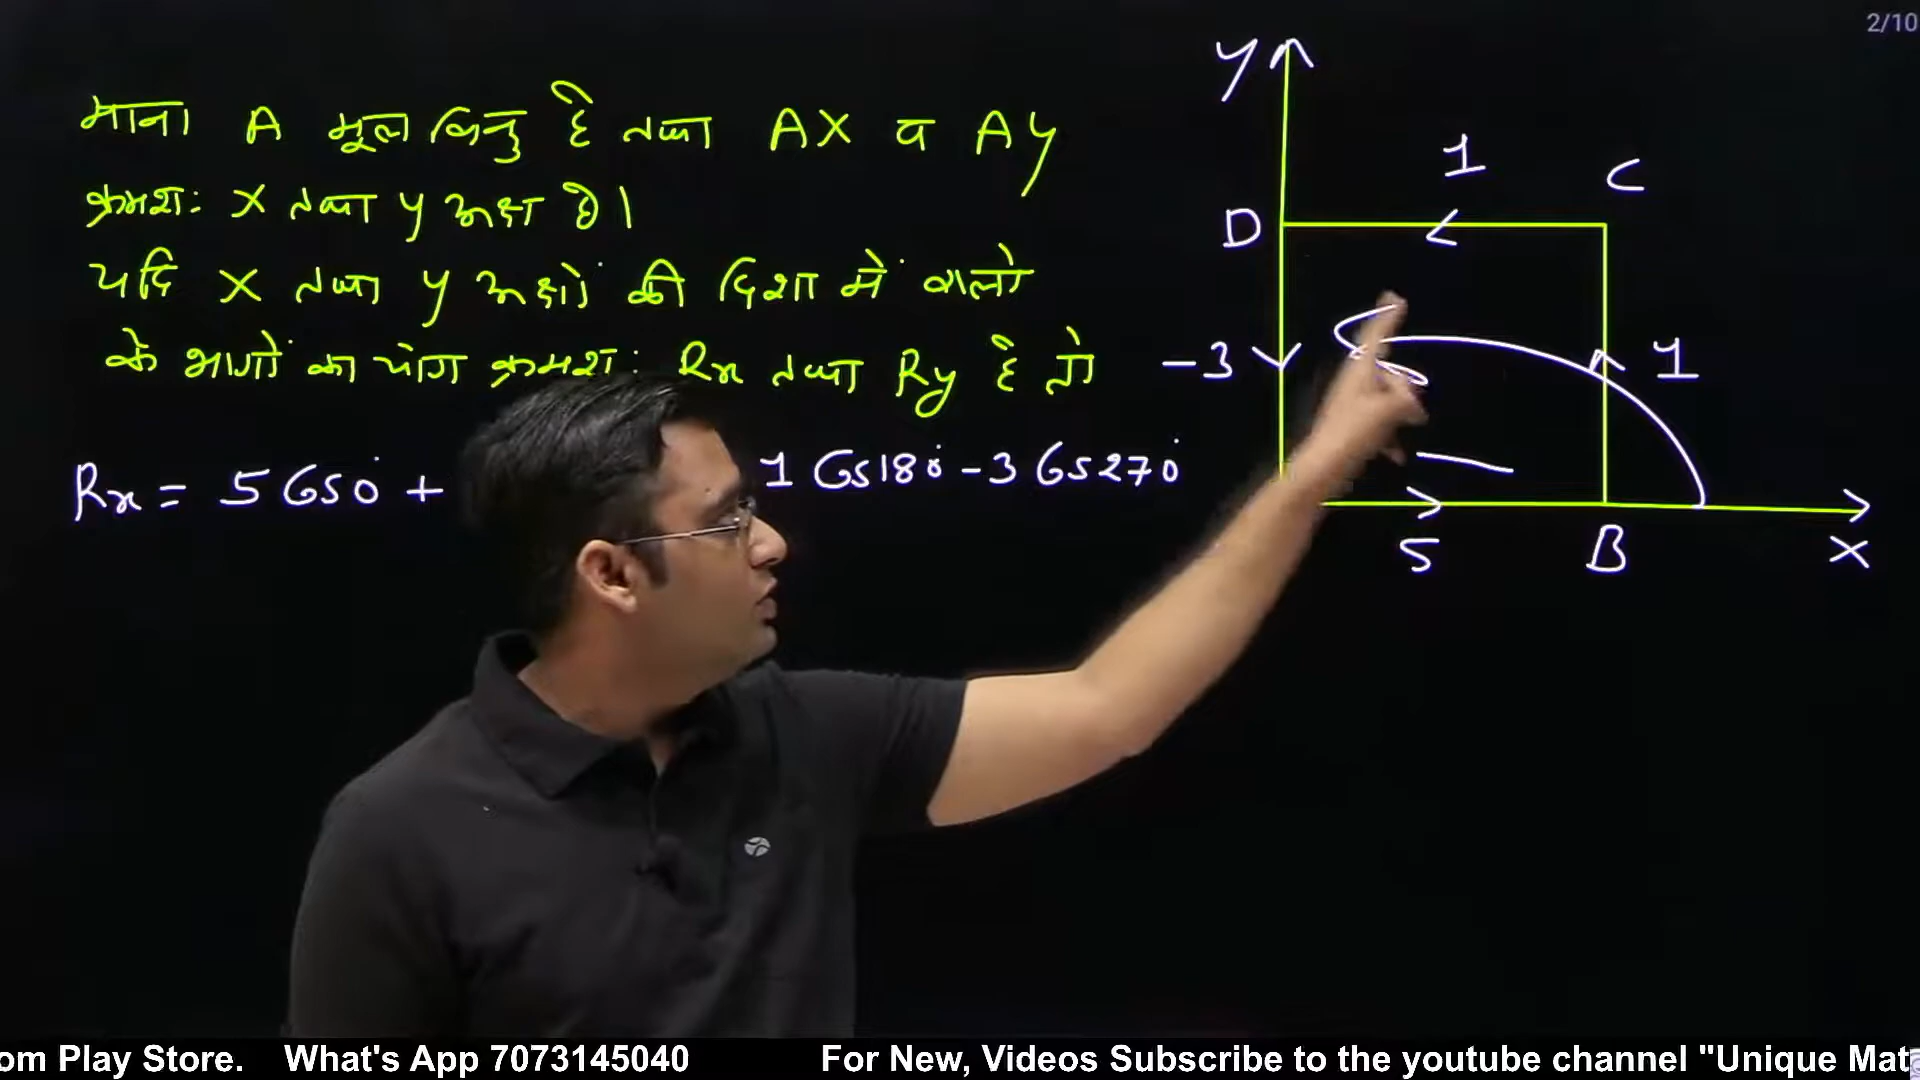 2/10
माना A मूल बिन्दु है तथा AX व AY
क्रमश: X तथा y अक्ष है।
यदि X तथा y अक्षों की दिशा में बलों
के भागों का योग क्रमश: Rx तथा Ry है तो
Rx = 5 Cos0° + 1 Cos180° - 3 Cos270°
y
1
C
D
-3
1
5
B
X
om Play Store. What's App 7073145040 For New, Videos Subscribe to the youtube channel "Unique Mat